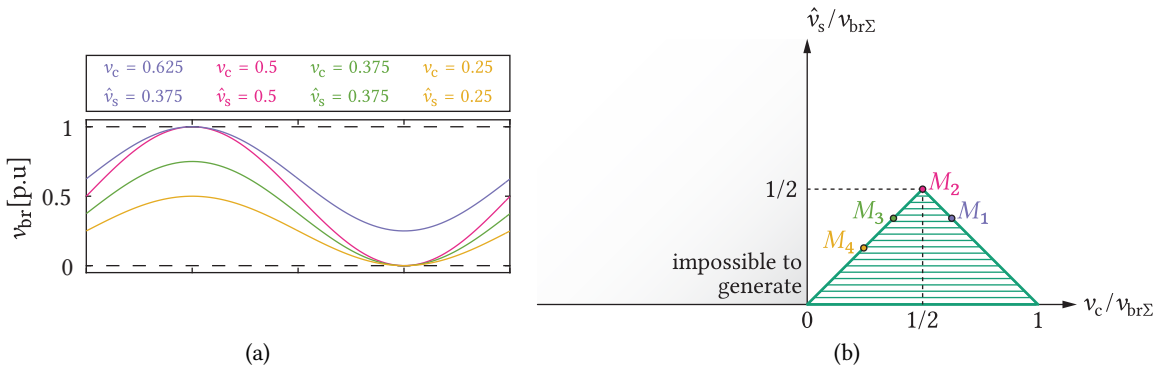 v_c = 0.625 v_c = 0.5 v_c = 0.375 v_c = 0.25
v̂_s = 0.375 v̂_s = 0.5 v̂_s = 0.375 v̂_s = 0.25
1
0.5
0
v_br [p.u]
(a)
v̂_s/v_brΣ
1/2
M_2
M_3
M_1
M_4
impossible to
generate
0
1/2
1
v_c/v_brΣ
(b)